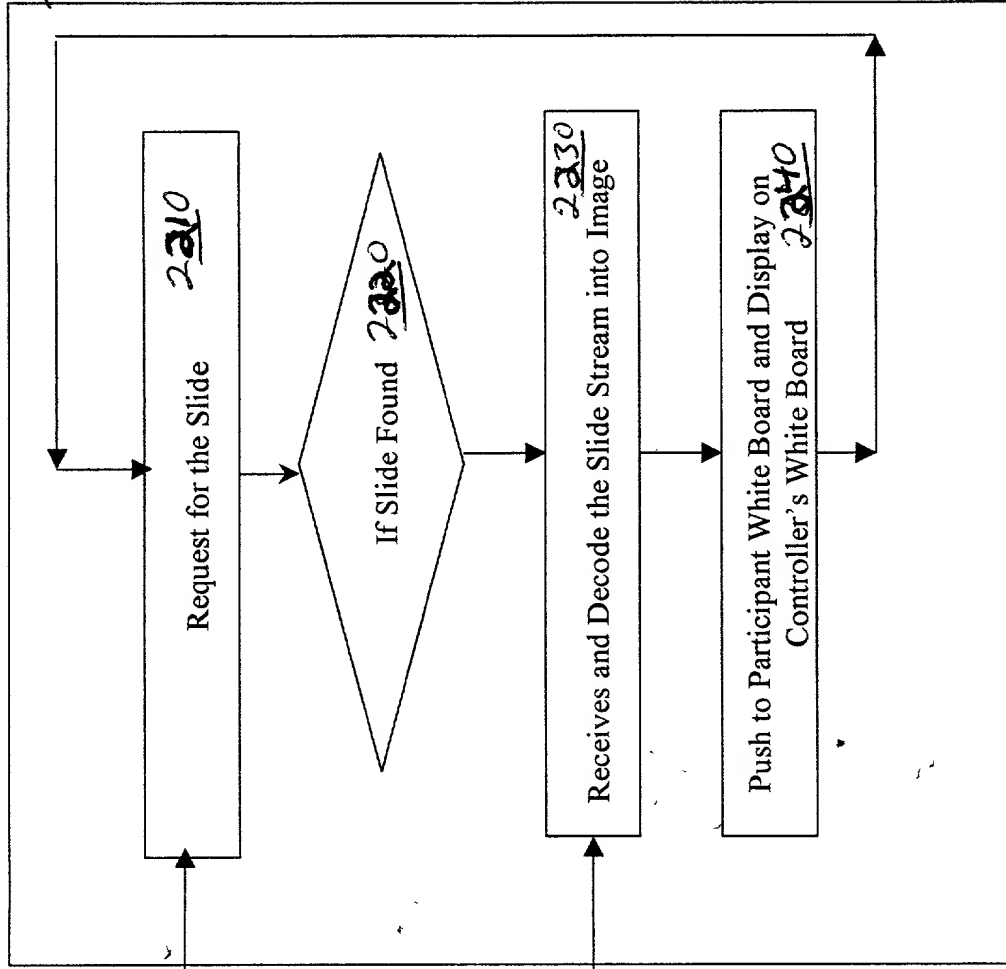 Request for the Slide 2210
If Slide Found 2220
2230
Receives and Decode the Slide Stream into Image
Push to Participant White Board and Display on
Controller's White Board 2240